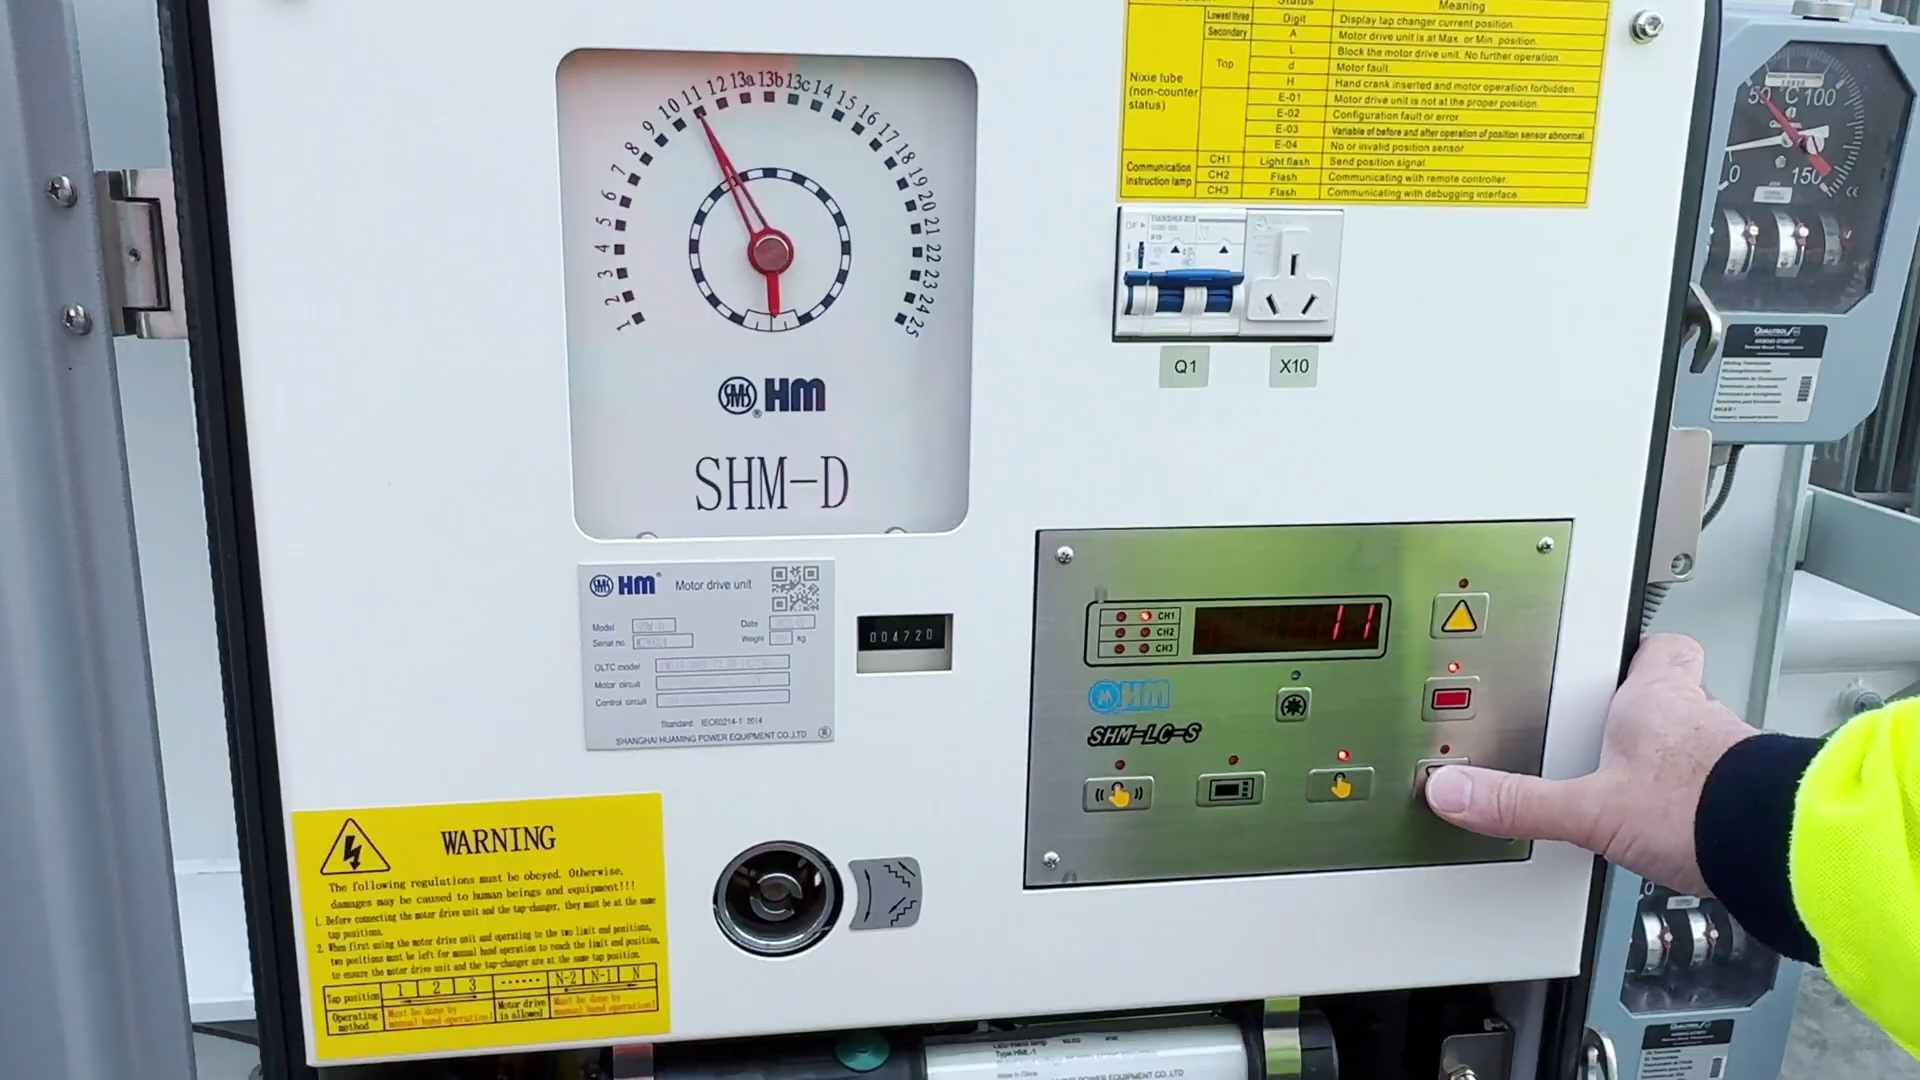 Status
Meaning
Lowest three
Digit
Display tap changer current position.
Secondary
A
Motor drive unit is at Max. or Min. position.
Top
L
Block the motor drive unit. No further operation
d
Motor fault.
H
Hand crank inserted and motor operation forbidden.
Nixie tube
(non-counter
status)
E-01
Motor drive unit is not at the proper position.
E-02
Configuration fault or error.
E-03
Variable of before and after operation of position sensor abnormal.
E-04
No or invalid position sensor
Communication
Instruction lamp
CH1
Light flash
Send position signal.
CH2
Flash
Communicating with remote controller.
CH3
Flash
Communicating with debugging interface.
1 2 3 4 5 6 7 8 9 10 11 12 13a 13b 13c 14 15 16 17 18 19 20 21 22 23 24 25
SMS ® HM
SHM-D
Q1
X10
50 °C 100
0
150
QUALITROL
SMS HM®
Motor drive unit
Model
Date
Serial no.
Weight
kg
OLTC model
Motor circuit
Control circuit
Standard: IEC60214-1 2014
SHANGHAI HUAMING POWER EQUIPMENT CO.,LTD
004720
CH1
CH2
CH3
11
HM
SHM-LC-S
WARNING
The following regulations must be obeyed. Otherwise,
damages may be caused to human beings and equipment!!!
1. Before connecting the motor drive unit and the tap-changer, they must be at the same
tap positions.
2. When first using the motor drive unit and operating to the two limit end positions,
two positions must be left for manual hand operation to reach the limit end position,
to ensure the motor drive unit and the tap-changer are at the same tap position.
Tap position
1 2 3 ······ N-2 N-1 N
Operating
method
Must be done by
manual hand operation!
Motor drive
is allowed
Must be done by
manual hand operation!
Type HML-1